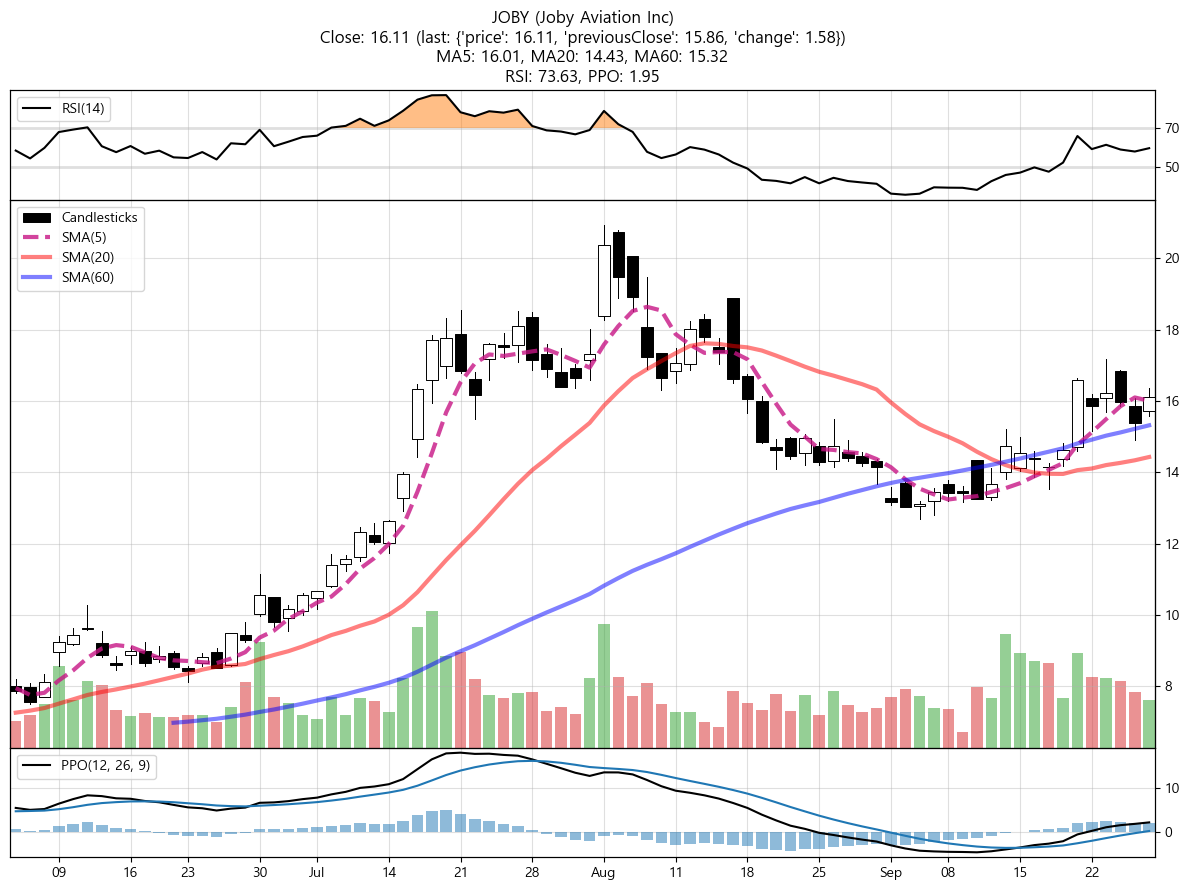 JOBY (Joby Aviation Inc)
Close: 16.11 (last: {'price': 16.11, 'previousClose': 15.86, 'change': 1.58})
MA5: 16.01, MA20: 14.43, MA60: 15.32
RSI: 73.63, PPO: 1.95
RSI(14)
70
50
Candlesticks
SMA(5)
SMA(20)
SMA(60)
20
18
16
14
12
10
8
PPO(12, 26, 9)
10
0
09 16 23 30 Jul 14 21 28 Aug 11 18 25 Sep 08 15 22